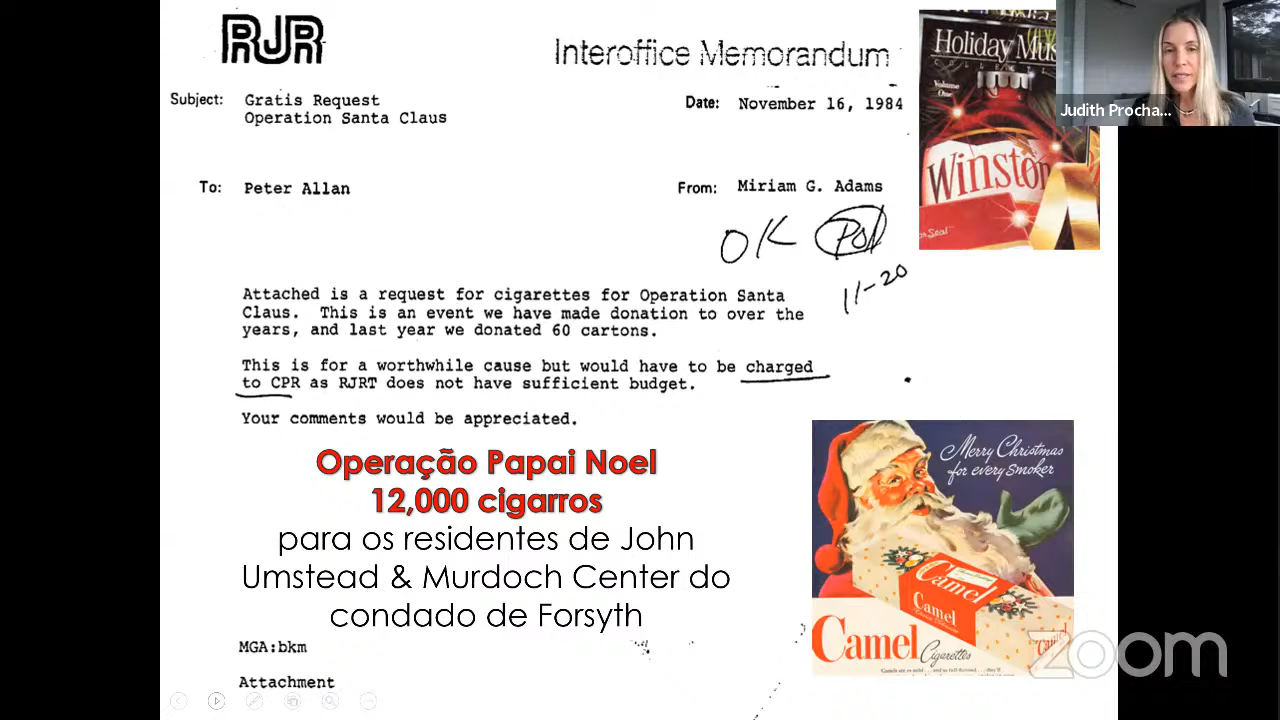 RJR
Interoffice Memorandum
Subject: Gratis Request
Operation Santa Claus
Date: November 16, 1984
To: Peter Allan
From: Miriam G. Adams
OK
11-20
Attached is a request for cigarettes for Operation Santa
Claus. This is an event we have made donation to over the
years, and last year we donated 60 cartons.
This is for a worthwhile cause but would have to be charged
to CPR as RJRT does not have sufficient budget.
Your comments would be appreciated.
Operação Papai Noel
12,000 cigarros
para os residentes de John
Umstead & Murdoch Center do
condado de Forsyth
MGA:bkm
Attachment
Holiday Mus
Volume
One
Winston
Seal
Judith Procha...
Merry Christmas
for every smoker
Camel
Camel
Camel
Cigarettes
Camel
zoom